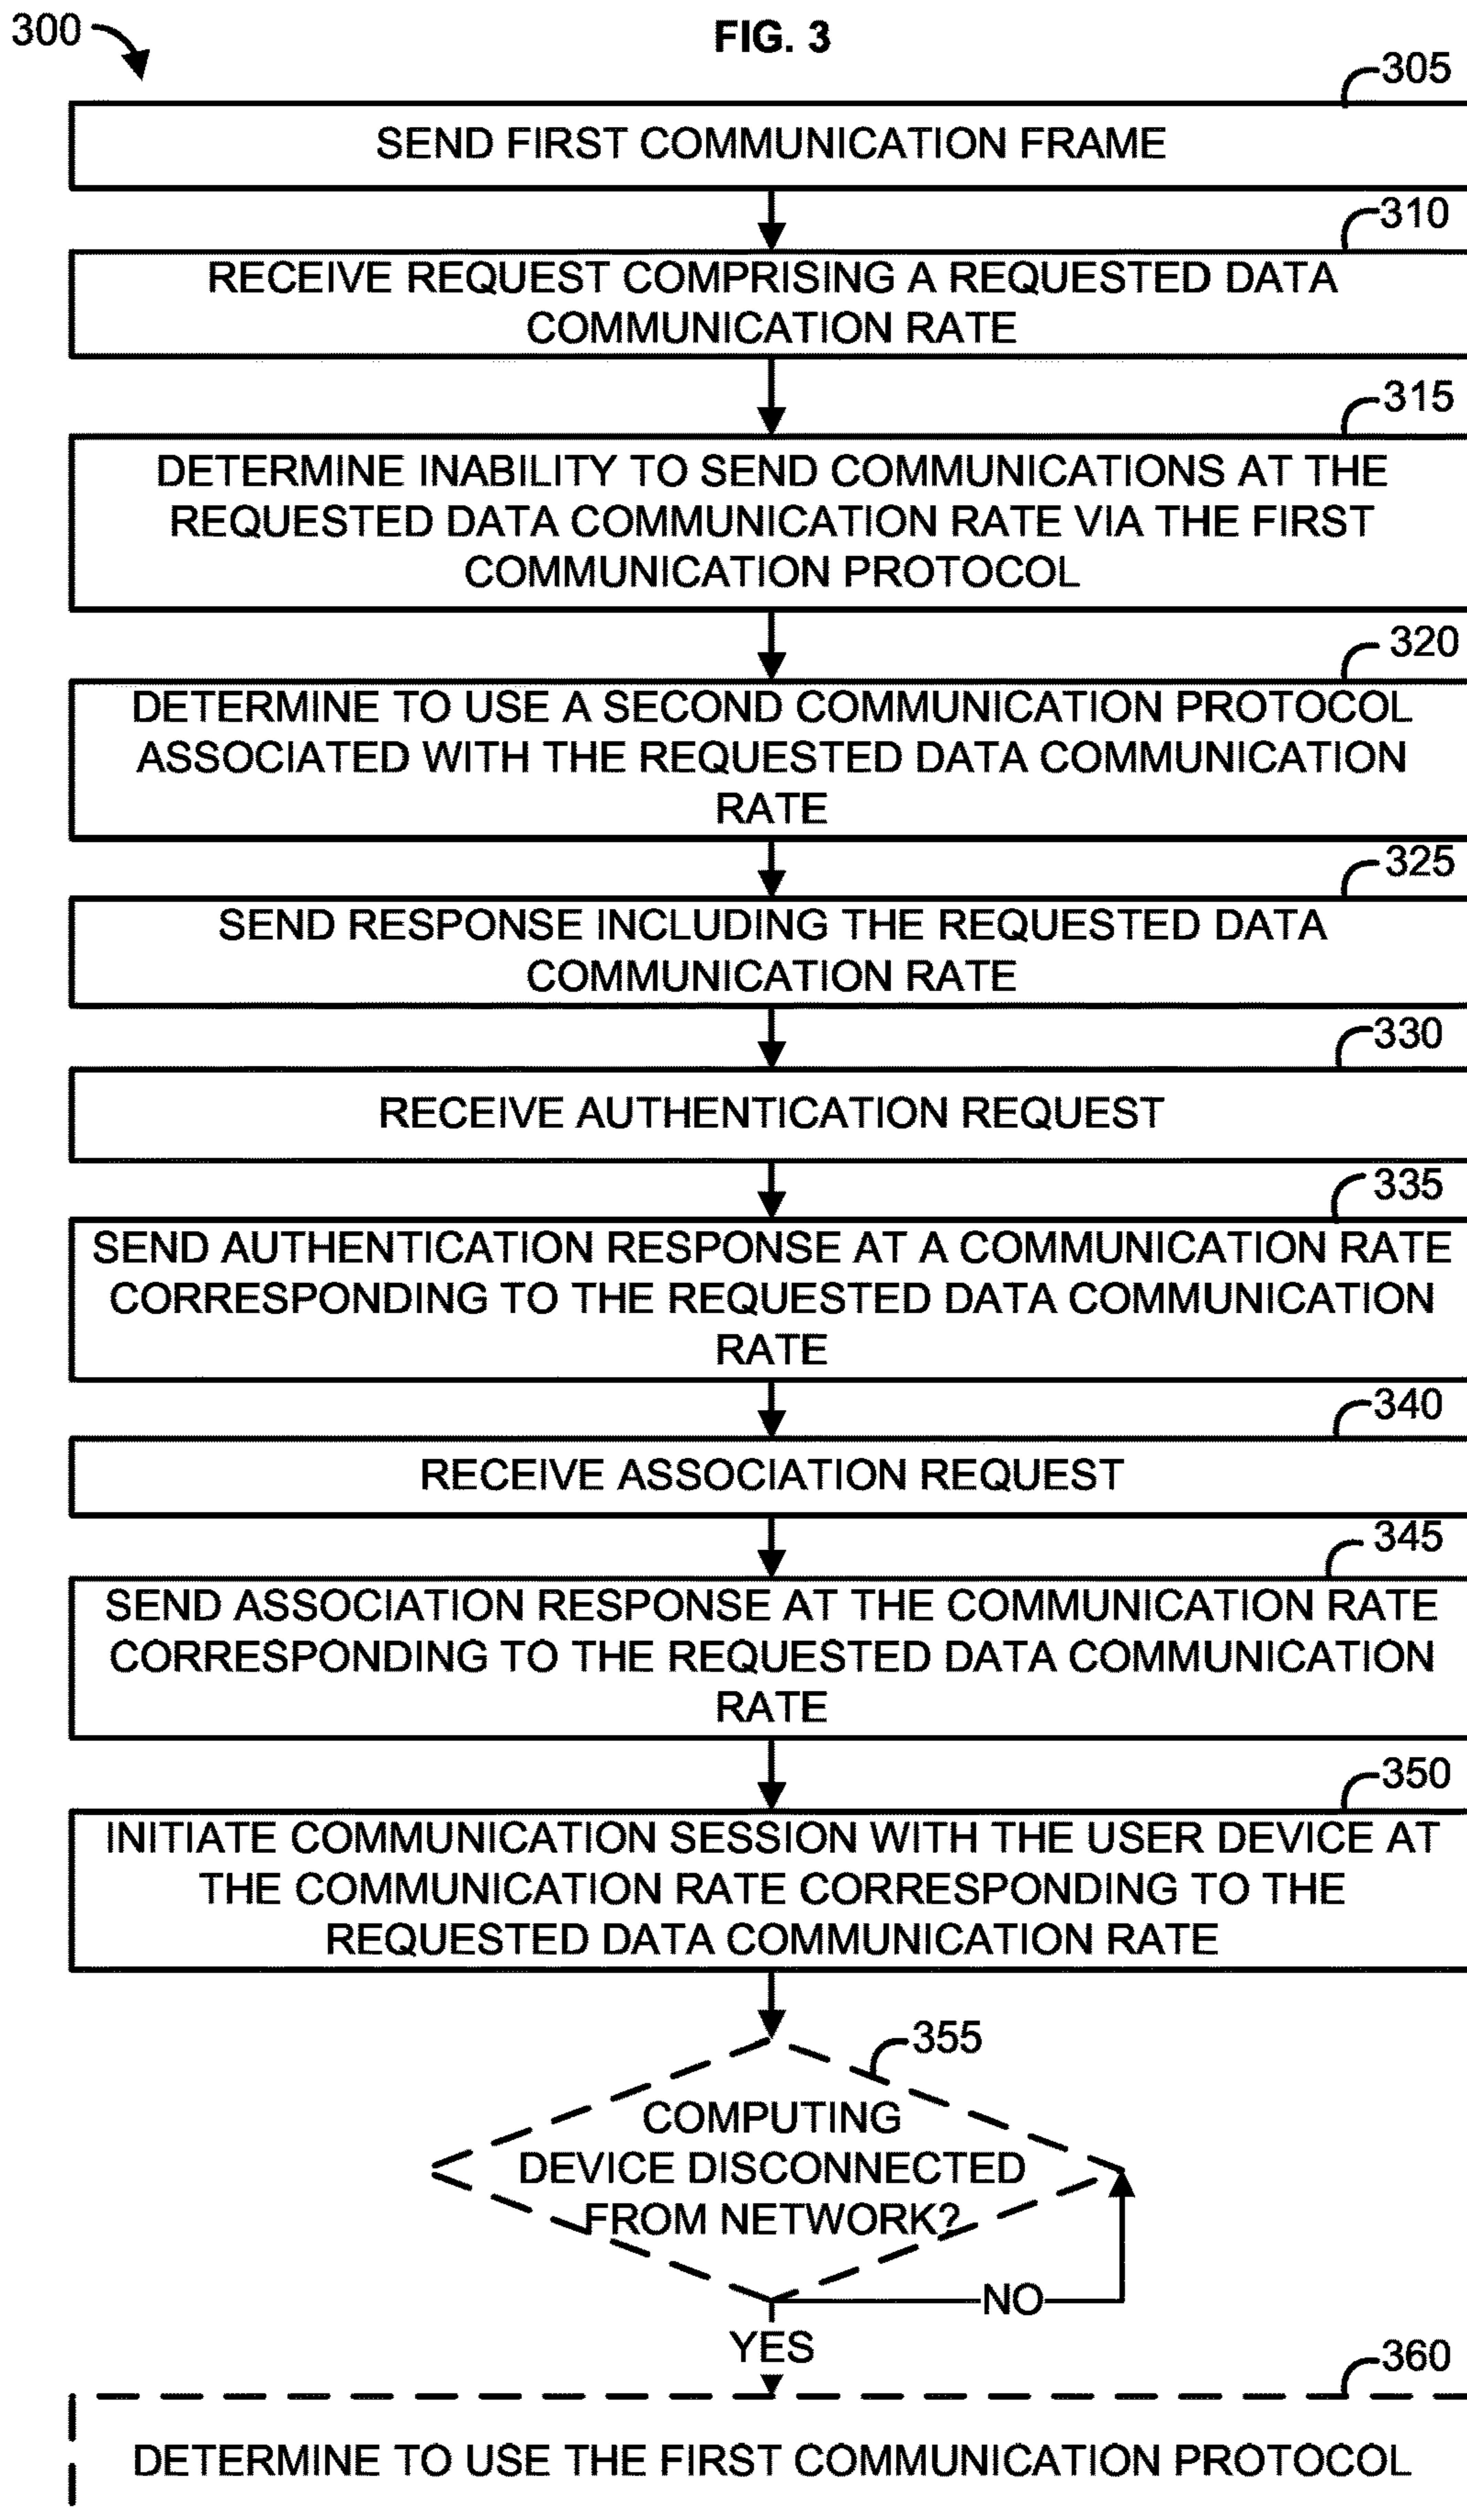 300
FIG. 3
305
SEND FIRST COMMUNICATION FRAME
310
RECEIVE REQUEST COMPRISING A REQUESTED DATA
COMMUNICATION RATE
315
DETERMINE INABILITY TO SEND COMMUNICATIONS AT THE
REQUESTED DATA COMMUNICATION RATE VIA THE FIRST
COMMUNICATION PROTOCOL
320
DETERMINE TO USE A SECOND COMMUNICATION PROTOCOL
ASSOCIATED WITH THE REQUESTED DATA COMMUNICATION
RATE
325
SEND RESPONSE INCLUDING THE REQUESTED DATA
COMMUNICATION RATE
330
RECEIVE AUTHENTICATION REQUEST
335
SEND AUTHENTICATION RESPONSE AT A COMMUNICATION RATE
CORRESPONDING TO THE REQUESTED DATA COMMUNICATION
RATE
340
RECEIVE ASSOCIATION REQUEST
345
SEND ASSOCIATION RESPONSE AT THE COMMUNICATION RATE
CORRESPONDING TO THE REQUESTED DATA COMMUNICATION
RATE
350
INITIATE COMMUNICATION SESSION WITH THE USER DEVICE AT
THE COMMUNICATION RATE CORRESPONDING TO THE
REQUESTED DATA COMMUNICATION RATE
355
COMPUTING
DEVICE DISCONNECTED
FROM NETWORK?
NO
YES
360
DETERMINE TO USE THE FIRST COMMUNICATION PROTOCOL